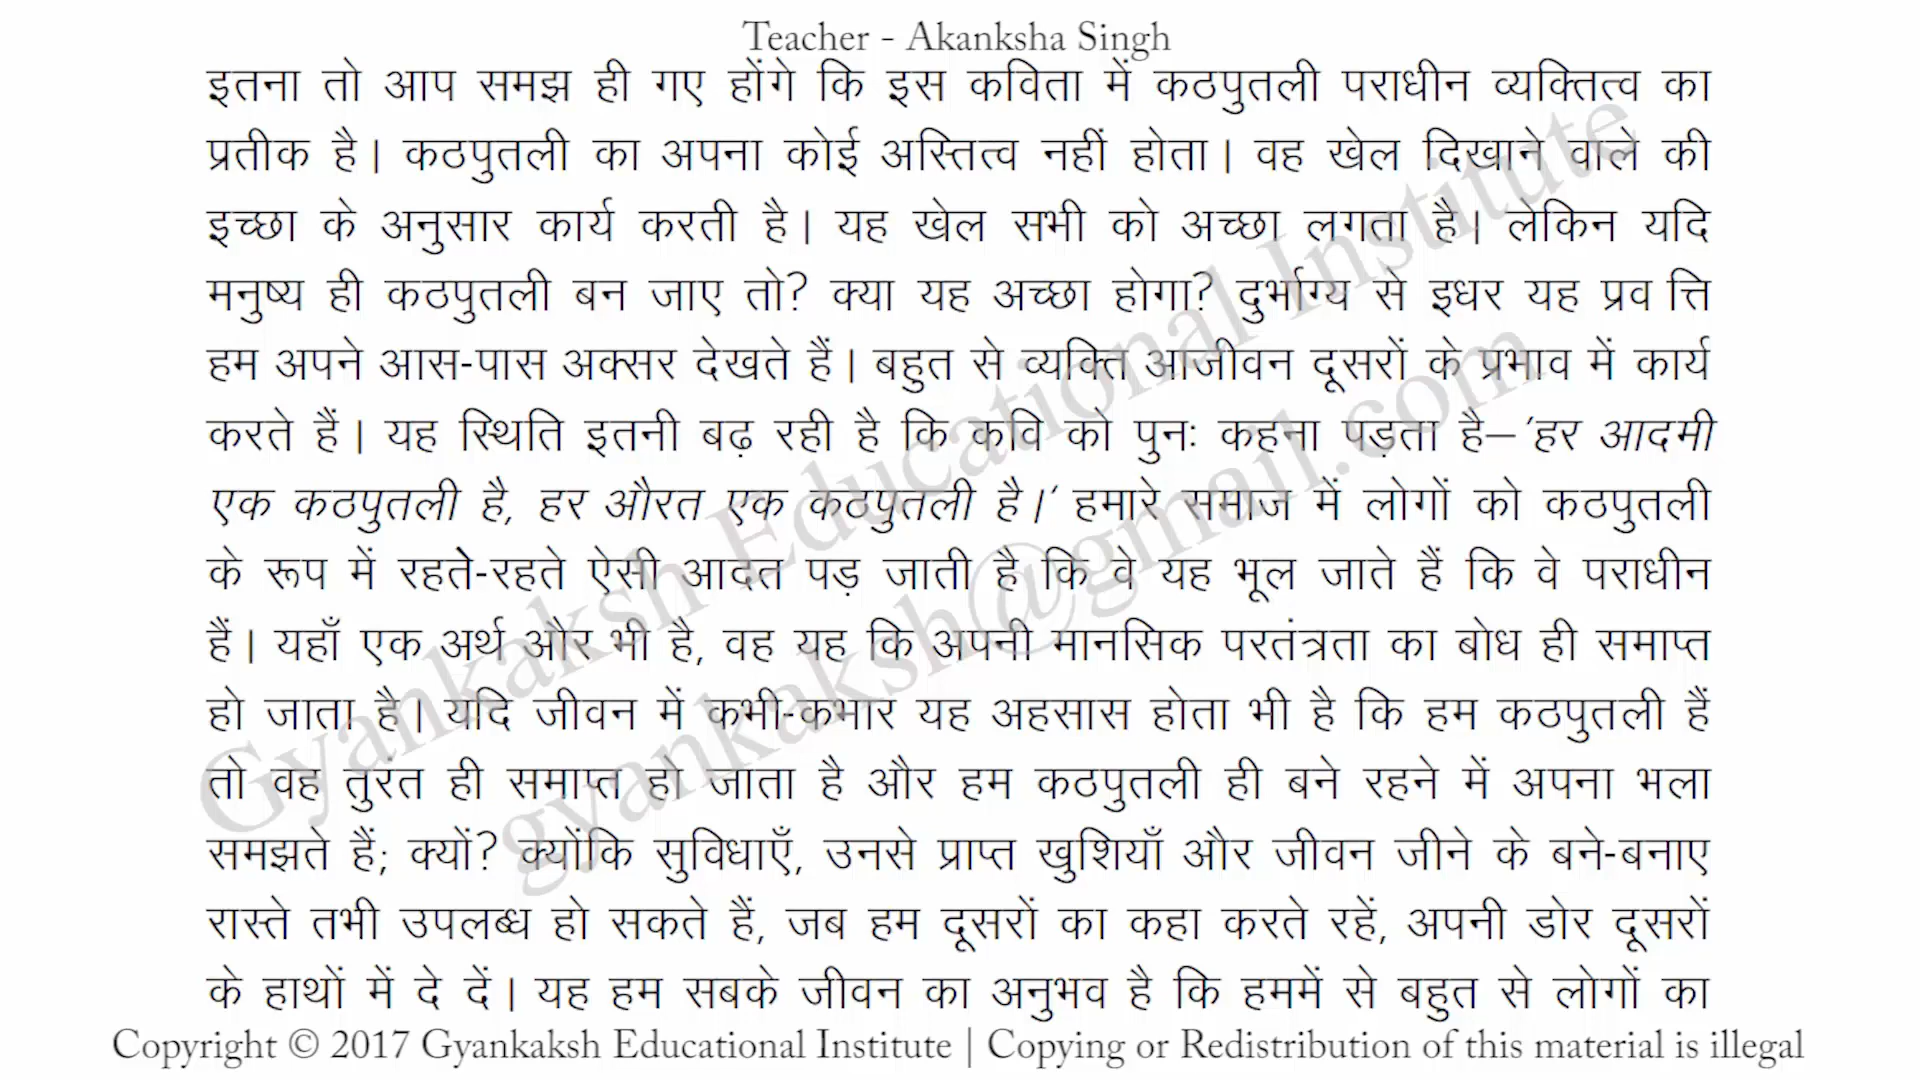 Teacher - Akanksha Singh
इतना तो आप समझ ही गए होंगे कि इस कविता में कठपुतली पराधीन व्यक्तित्व का
प्रतीक है। कठपुतली का अपना कोई अस्तित्व नहीं होता। वह खेल दिखाने वाले की
इच्छा के अनुसार कार्य करती है। यह खेल सभी को अच्छा लगता है। लेकिन यदि
मनुष्य ही कठपुतली बन जाए तो? क्या यह अच्छा होगा? दुर्भाग्य से इधर यह प्रव त्ति
हम अपने आस-पास अक्सर देखते हैं। बहुत से व्यक्ति आजीवन दूसरों के प्रभाव में कार्य
करते हैं। यह स्थिति इतनी बढ़ रही है कि कवि को पुनः कहना पड़ता है–'हर आदमी
एक कठपुतली है, हर औरत एक कठपुतली है।' हमारे समाज में लोगों को कठपुतली
के रूप में रहते-रहते ऐसी आदत पड़ जाती है कि वे यह भूल जाते हैं कि वे पराधीन
हैं। यहाँ एक अर्थ और भी है, वह यह कि अपनी मानसिक परतंत्रता का बोध ही समाप्त
हो जाता है। यदि जीवन में कभी-कभार यह अहसास होता भी है कि हम कठपुतली हैं
तो वह तुरंत ही समाप्त हो जाता है और हम कठपुतली ही बने रहने में अपना भला
समझते हैं; क्यों? क्योंकि सुविधाएँ, उनसे प्राप्त खुशियाँ और जीवन जीने के बने-बनाए
रास्ते तभी उपलब्ध हो सकते हैं, जब हम दूसरों का कहा करते रहें, अपनी डोर दूसरों
के हाथों में दे दें। यह हम सबके जीवन का अनुभव है कि हममें से बहुत से लोगों का
Gyankaksh Educational Institute
gyankaksh@gmail.com
Copyright © 2017 Gyankaksh Educational Institute | Copying or Redistribution of this material is illegal